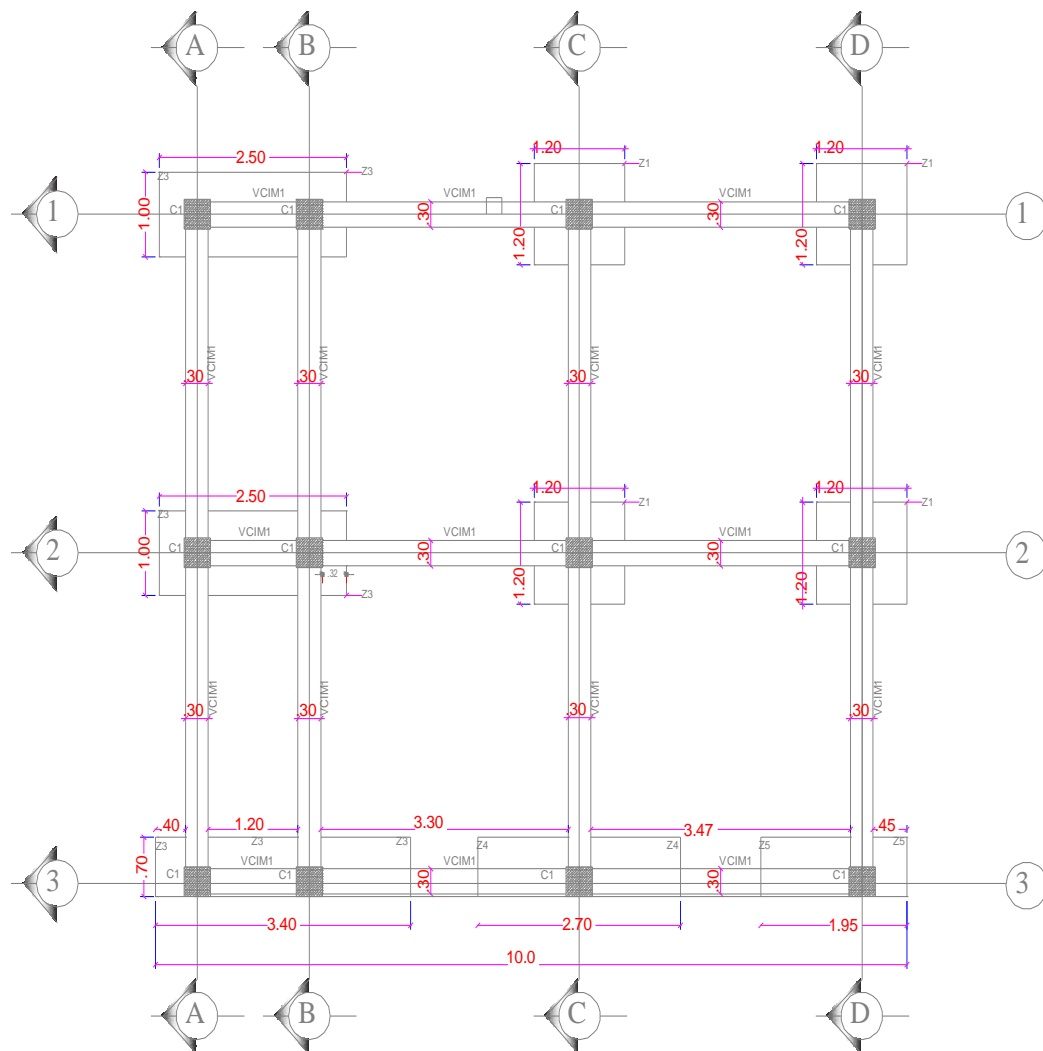 A B C D
1.20 1.20
Z1 Z1
2.50
Z3 Z3
VCIM1 VCIM1 VCIM1
1 1.00 C1 C1 .30 C1 .30 C1 1
1.20 1.20
VCIM1 VCIM1 VCIM1 VCIM1
.30 .30 .30 .30
1.20 1.20
2.50 Z1 Z1
Z3
VCIM1 VCIM1 VCIM1
2 1.00 C1 C1 .30 C1 .30 C1 2
.32
1.20 1.20
Z3
VCIM1 VCIM1 VCIM1 VCIM1
.30 .30 .30 .30
.40 1.20 3.30 3.47 .45
Z3 Z3 Z3 Z4 Z4 Z5 Z5
VCIM1 VCIM1 VCIM1
.70 C1 C1 .30 C1 .30 C1
3 3
3.40 2.70 1.95
10.0
A B C D